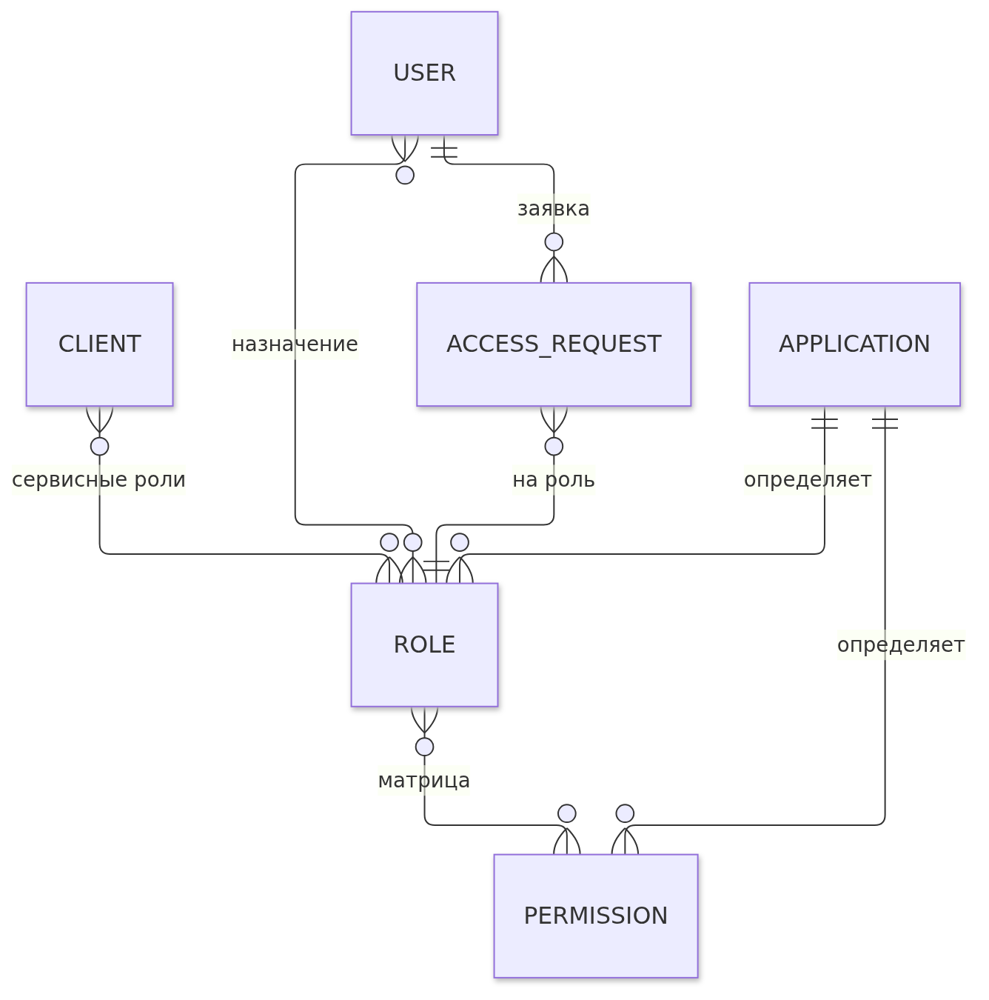 USER
заявка
CLIENT
назначение
ACCESS_REQUEST
APPLICATION
сервисные роли
на роль
определяет
ROLE
определяет
матрица
PERMISSION